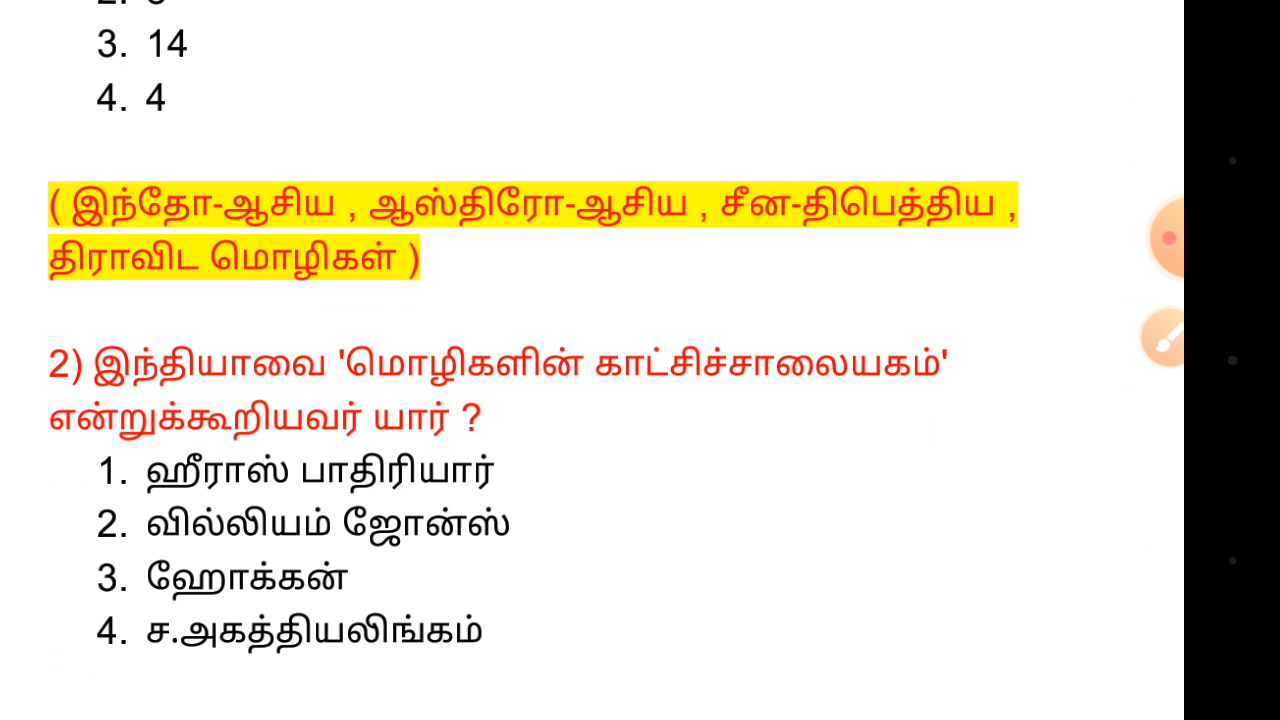 3. 14
4. 4
( இந்தோ-ஆசிய , ஆஸ்திரோ-ஆசிய , சீன-திபெத்திய ,
திராவிட மொழிகள் )
2) இந்தியாவை 'மொழிகளின் காட்சிச்சாலையகம்'
என்றுக்கூறியவர் யார் ?
1. ஹீராஸ் பாதிரியார்
2. வில்லியம் ஜோன்ஸ்
3. ஹோக்கன்
4. ச.அகத்தியலிங்கம்